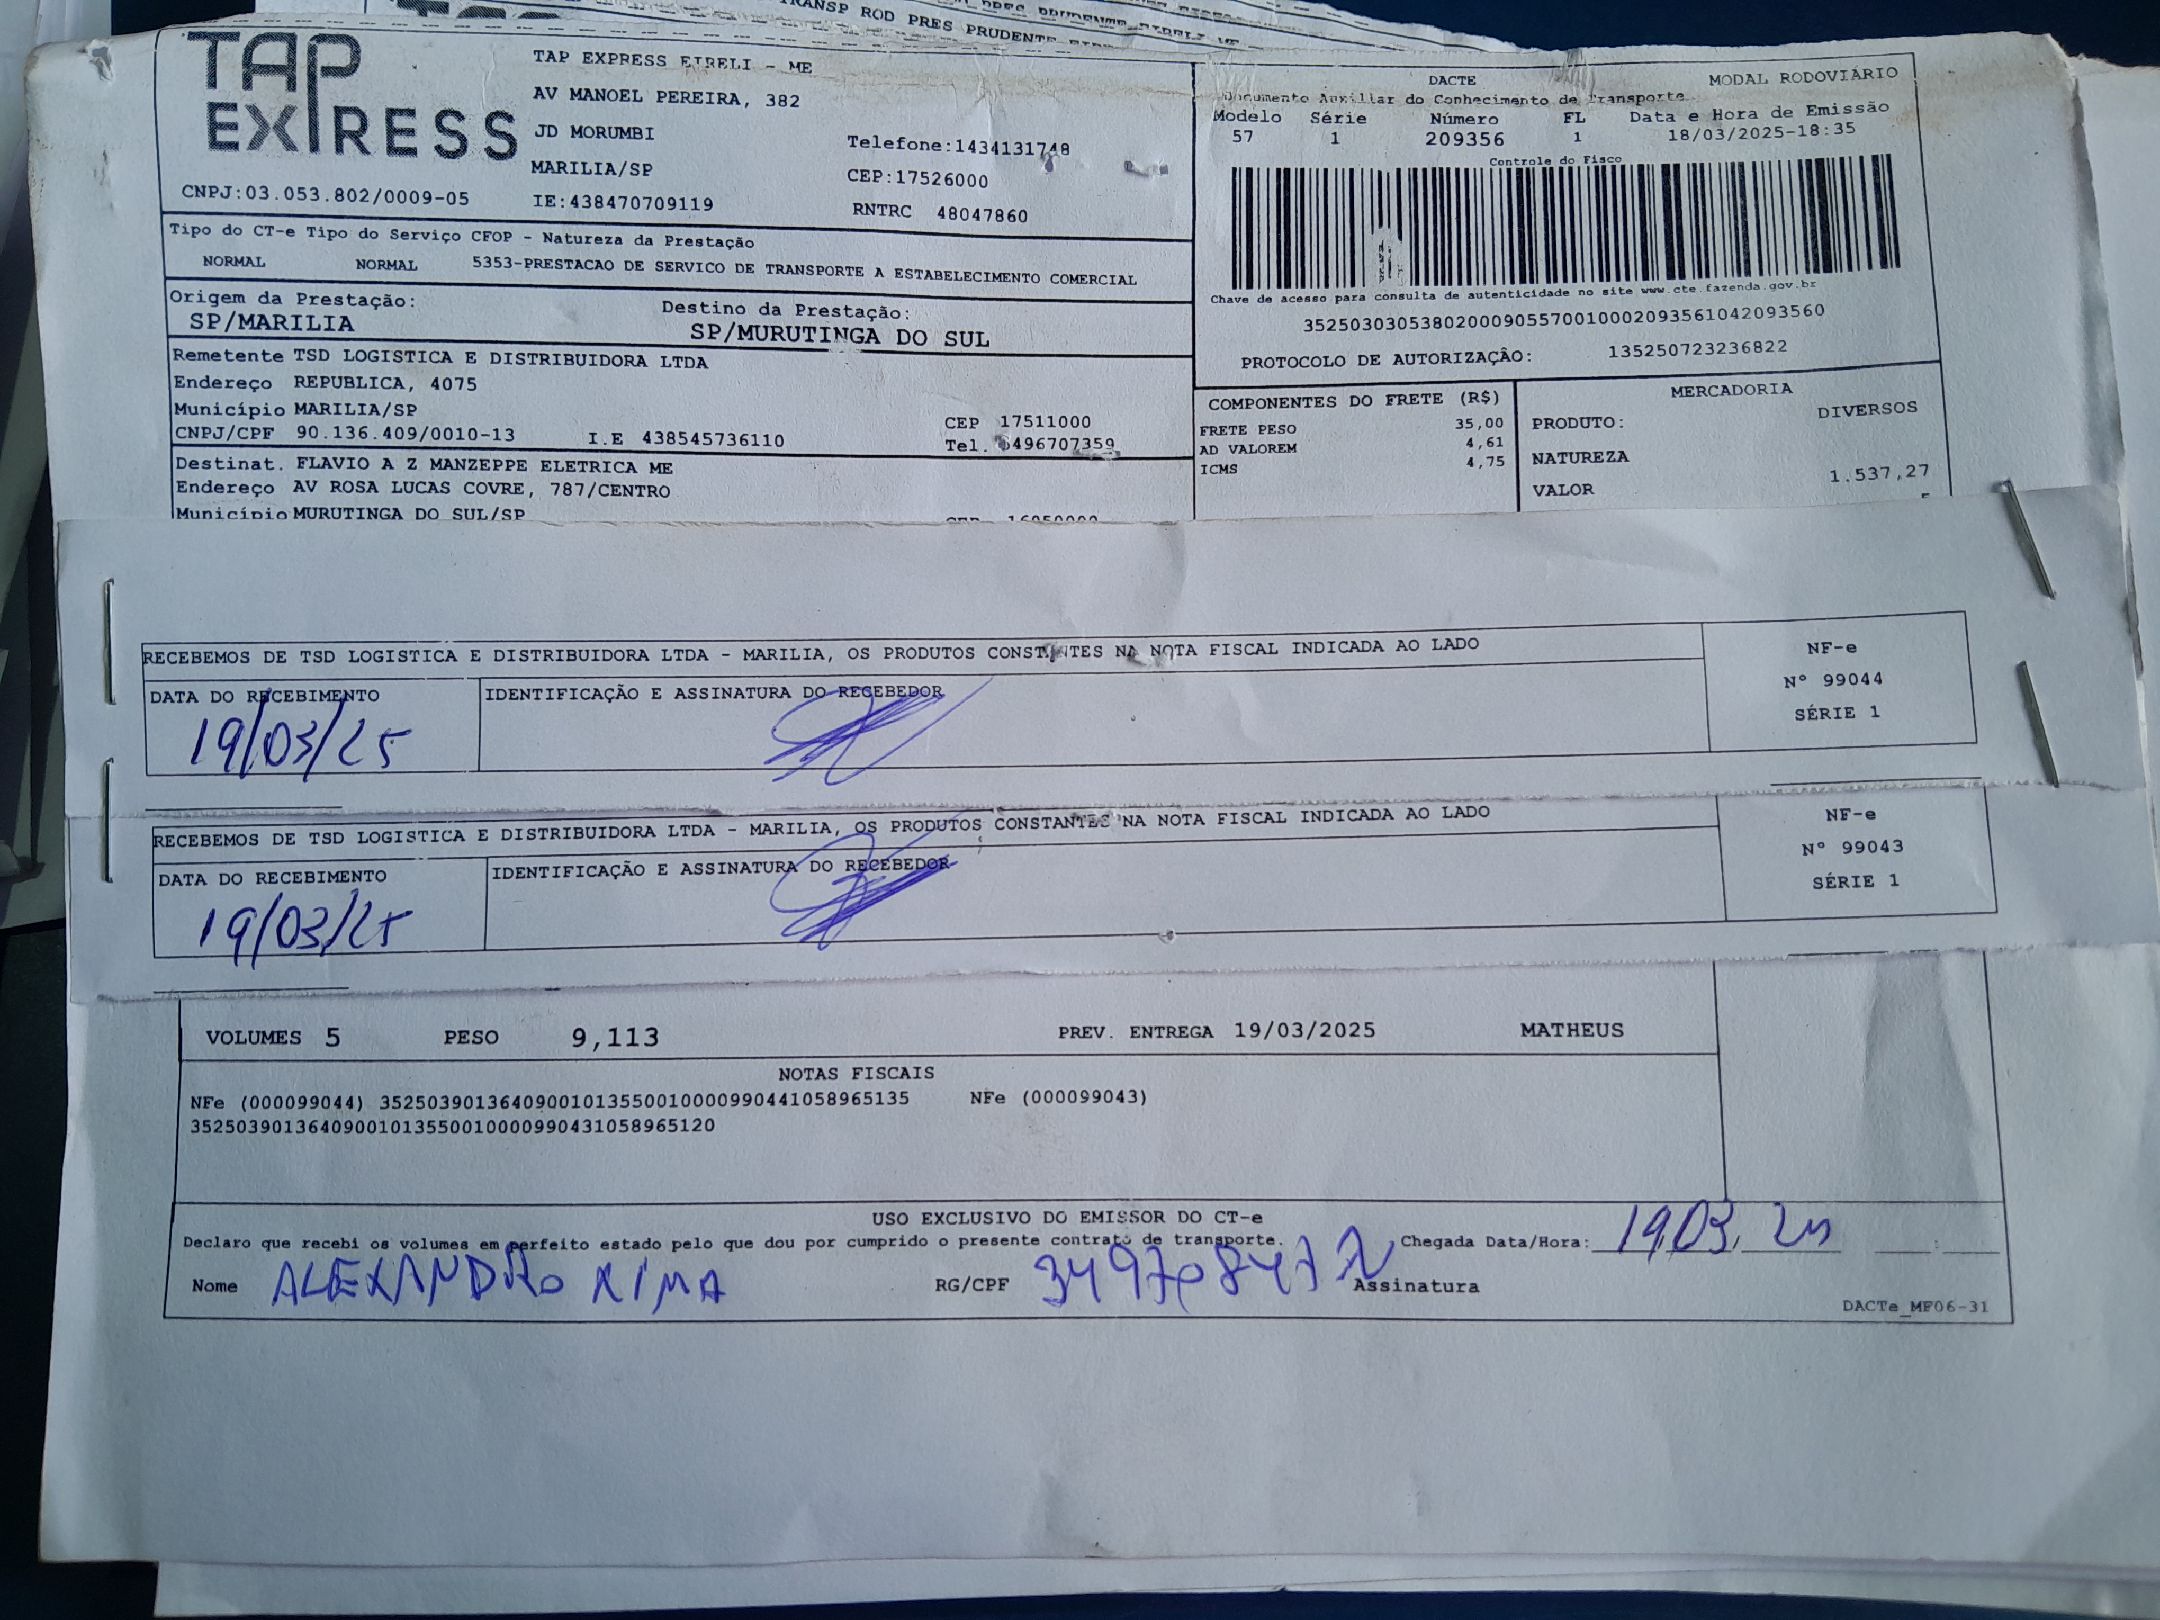 TRANSP ROD PRES PRUDENTE
TAP
EXPRESS
TAP EXPRESS EIRELI - ME
AV MANOEL PEREIRA, 382
JD MORUMBI
MARILIA/SP
Telefone:1434131748
CEP:17526000
CNPJ:03.053.802/0009-05
IE:438470709119
RNTRC 48047860
DACTE
MODAL RODOVIÁRIO
Documento Auxiliar do Conhecimento de Transporte
Modelo Série Número FL Data e Hora de Emissão
57 1 209356 1 18/03/2025-18:35
Controle do Fisco
Chave de acesso para consulta de autenticidade no site www.cte.fazenda.gov.br
35250303053802000905570010002093561042093560
PROTOCOLO DE AUTORIZAÇÃO: 135250723236822
Tipo do CT-e Tipo do Serviço CFOP - Natureza da Prestação
NORMAL NORMAL 5353-PRESTACAO DE SERVICO DE TRANSPORTE A ESTABELECIMENTO COMERCIAL
Origem da Prestação: Destino da Prestação:
SP/MARILIA SP/MURUTINGA DO SUL
Remetente TSD LOGISTICA E DISTRIBUIDORA LTDA
Endereço REPUBLICA, 4075
Município MARILIA/SP CEP 17511000
CNPJ/CPF 90.136.409/0010-13 I.E 438545736110 Tel. 6496707359
Destinat. FLAVIO A Z MANZEPPE ELETRICA ME
Endereço AV ROSA LUCAS COVRE, 787/CENTRO
Município MURUTINGA DO SUL/SP
COMPONENTES DO FRETE (R$)
FRETE PESO 35,00
AD VALOREM 4,61
ICMS 4,75
MERCADORIA
PRODUTO: DIVERSOS
NATUREZA
VALOR 1.537,27
RECEBEMOS DE TSD LOGISTICA E DISTRIBUIDORA LTDA - MARILIA, OS PRODUTOS CONSTANTES NA NOTA FISCAL INDICADA AO LADO
DATA DO RECEBIMENTO IDENTIFICAÇÃO E ASSINATURA DO RECEBEDOR
19/03/25
NF-e
Nº 99044
SÉRIE 1
RECEBEMOS DE TSD LOGISTICA E DISTRIBUIDORA LTDA - MARILIA, OS PRODUTOS CONSTANTES NA NOTA FISCAL INDICADA AO LADO
DATA DO RECEBIMENTO IDENTIFICAÇÃO E ASSINATURA DO RECEBEDOR
19/03/25
NF-e
Nº 99043
SÉRIE 1
VOLUMES 5 PESO 9,113 PREV. ENTREGA 19/03/2025 MATHEUS
NOTAS FISCAIS
NFe (000099044) 35250390136409001013550010000990441058965135 NFe (000099043)
35250390136409001013550010000990431058965120
USO EXCLUSIVO DO EMISSOR DO CT-e
Declaro que recebi os volumes em perfeito estado pelo que dou por cumprido o presente contrato de transporte. Chegada Data/Hora: 19,03,
Nome ALEXANDRO RG/CPF Assinatura
DACTe_MF06-31